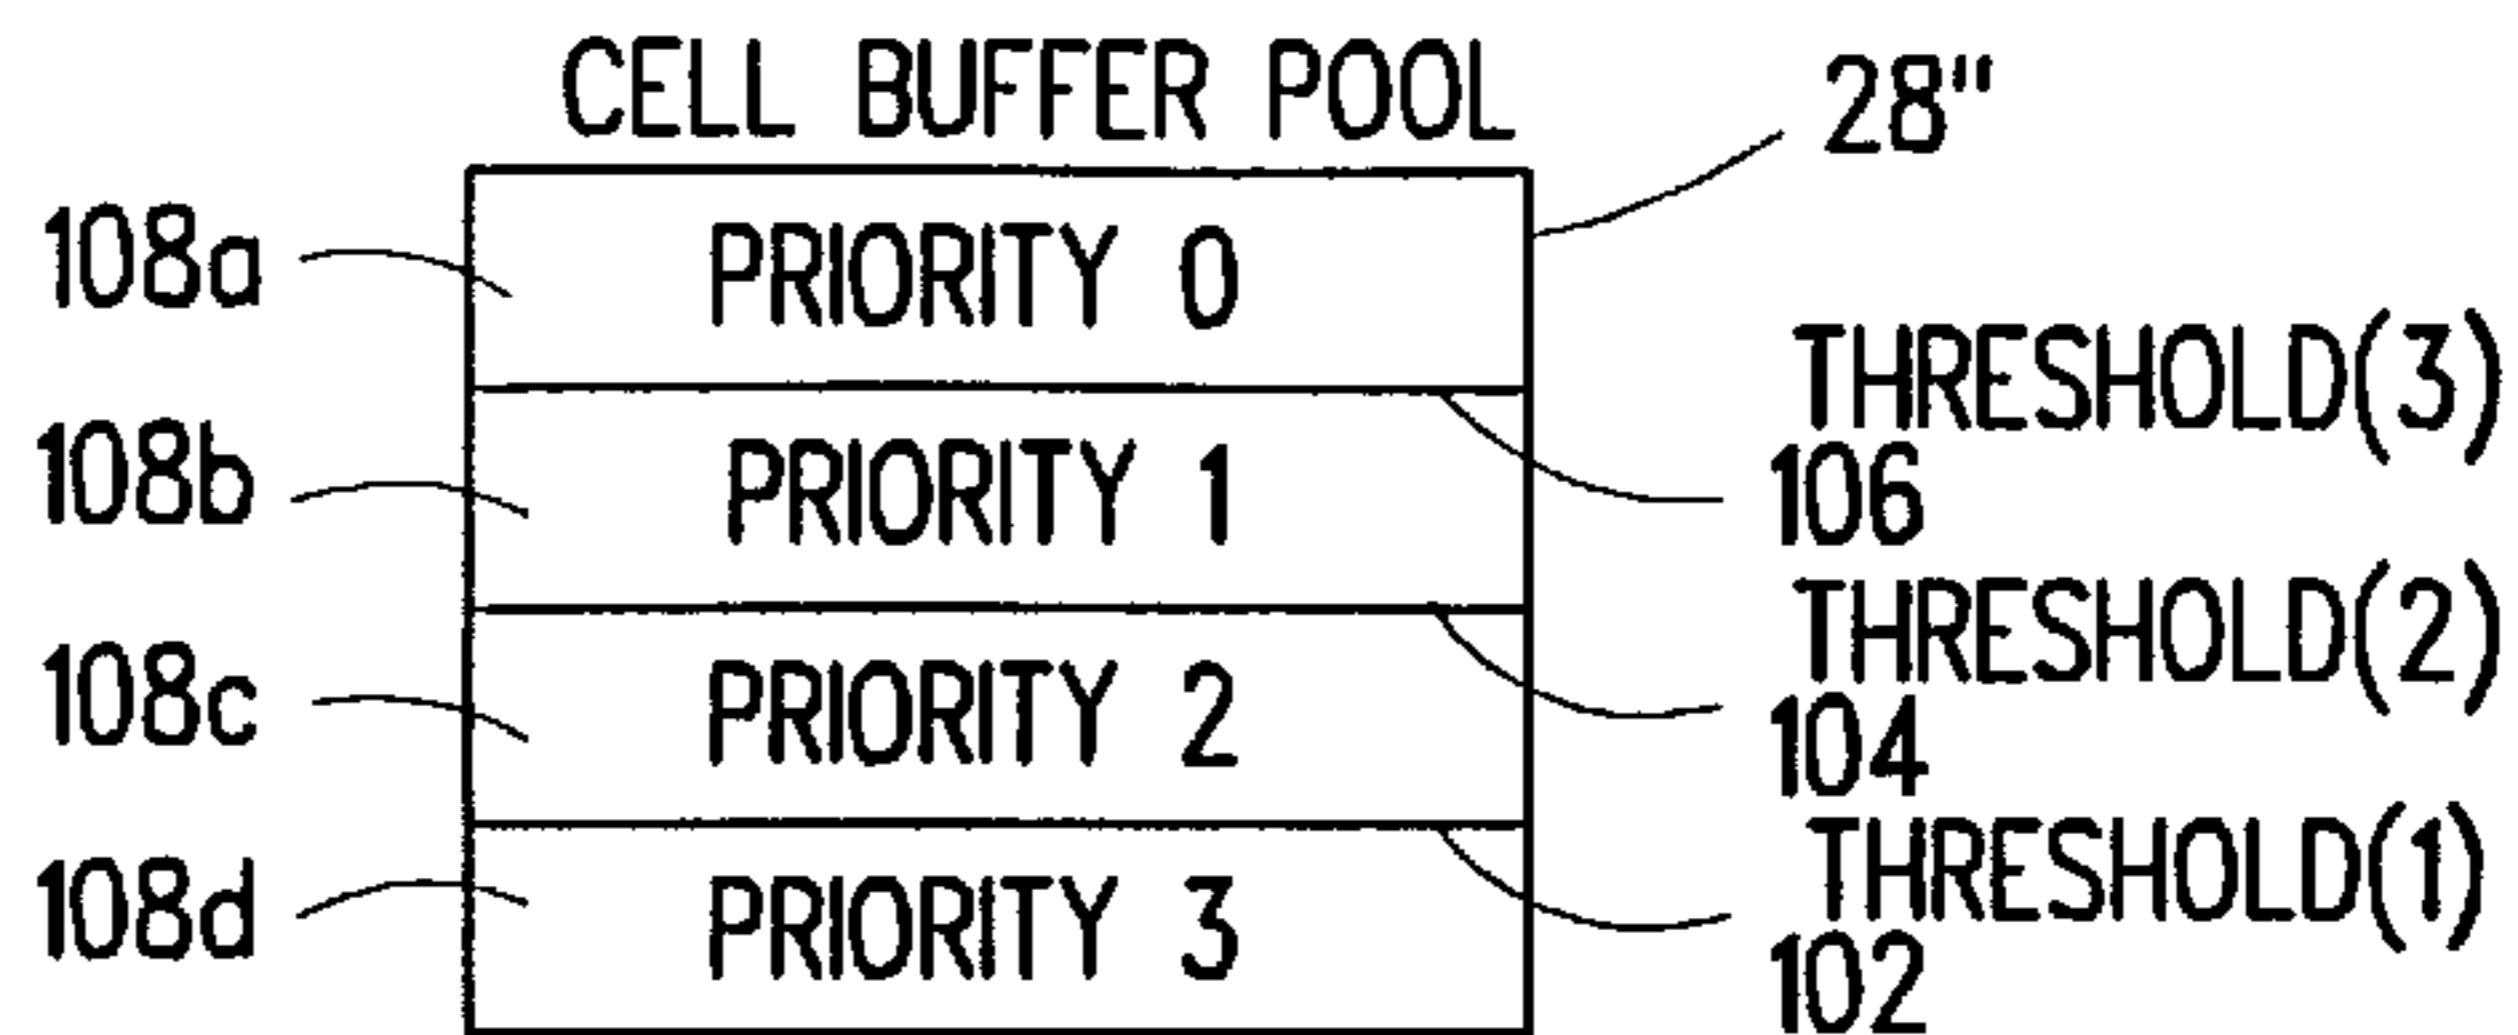 CELL BUFFER POOL
28"
108a
PRIORITY 0
THRESHOLD(3)
106
108b
PRIORITY 1
THRESHOLD(2)
104
108c
PRIORITY 2
THRESHOLD(1)
102
108d
PRIORITY 3